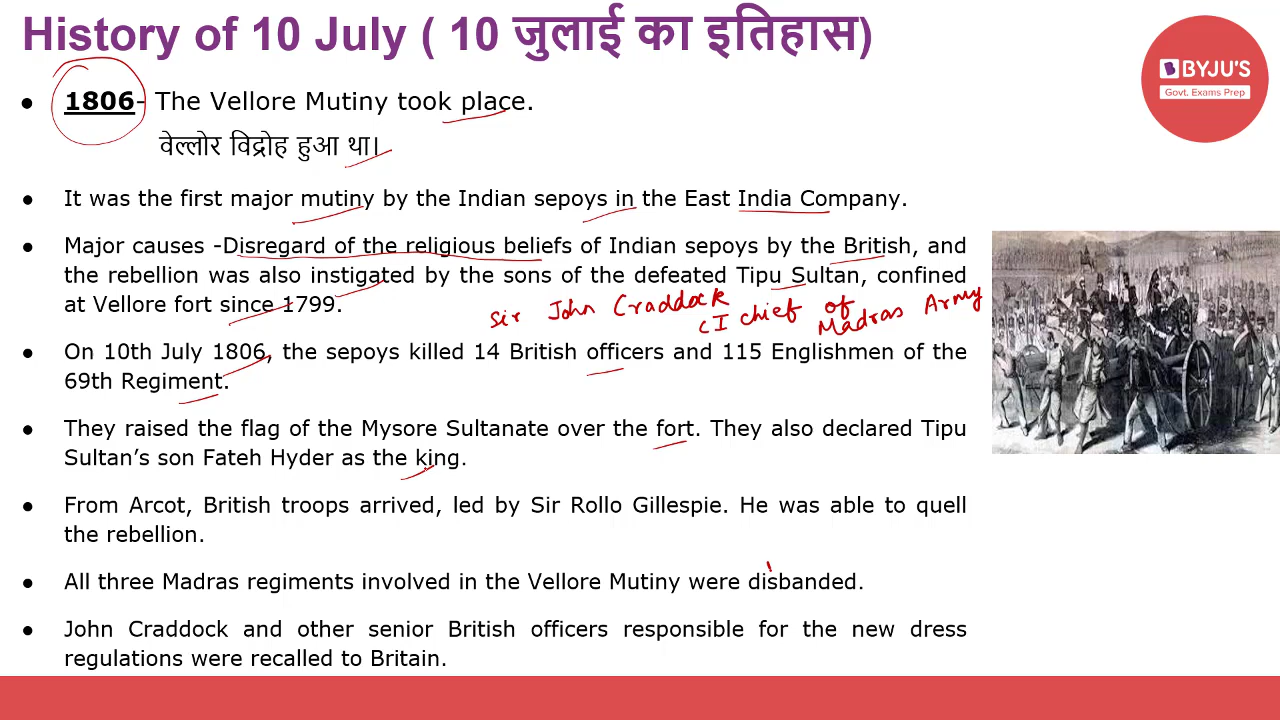 History of 10 July ( 10 जुलाई का इतिहास)
BYJU'S
Govt. Exams Prep
● 1806- The Vellore Mutiny took place.
वेल्लोर विद्रोह हुआ था।
● It was the first major mutiny by the Indian sepoys in the East India Company.
● Major causes -Disregard of the religious beliefs of Indian sepoys by the British, and
the rebellion was also instigated by the sons of the defeated Tipu Sultan, confined
at Vellore fort since 1799.
Sir John Craddock
CI chief of
Madras Army
● On 10th July 1806, the sepoys killed 14 British officers and 115 Englishmen of the
69th Regiment.
● They raised the flag of the Mysore Sultanate over the fort. They also declared Tipu
Sultan’s son Fateh Hyder as the king.
● From Arcot, British troops arrived, led by Sir Rollo Gillespie. He was able to quell
the rebellion.
● All three Madras regiments involved in the Vellore Mutiny were disbanded.
● John Craddock and other senior British officers responsible for the new dress
regulations were recalled to Britain.